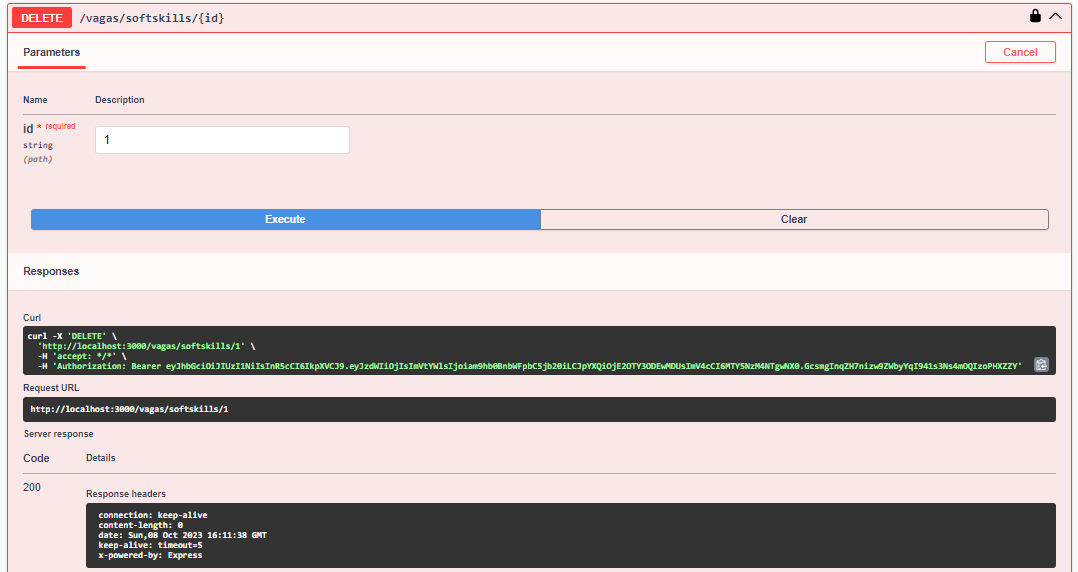 DELETE /vagas/softskills/{id}
Parameters
Cancel
Name Description
id * required
string
(path)
1
Execute Clear
Responses
Curl
curl -X 'DELETE' \
'http://localhost:3000/vagas/softskills/1' \
-H 'accept: */*' \
-H 'Authorization: Bearer
Request URL
http://localhost:3000/vagas/softskills/1
Server response
Code Details
200
Response headers
connection: keep-alive
content-length: 0
date: Sun,08 Oct 2023 16:11:38 GMT
keep-alive: timeout=5
x-powered-by: Express